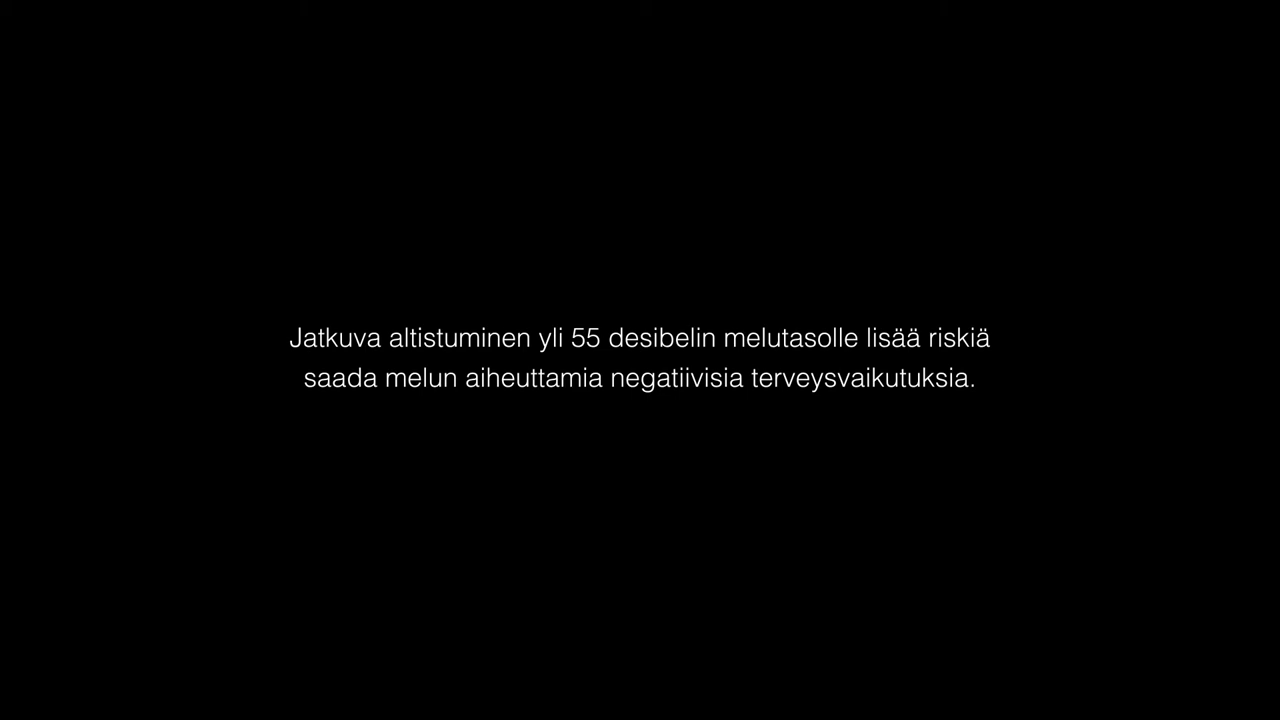 Jatkuva altistuminen yli 55 desibelin melutasolle lisää riskiä
saada melun aiheuttamia negatiivisia terveysvaikutuksia.